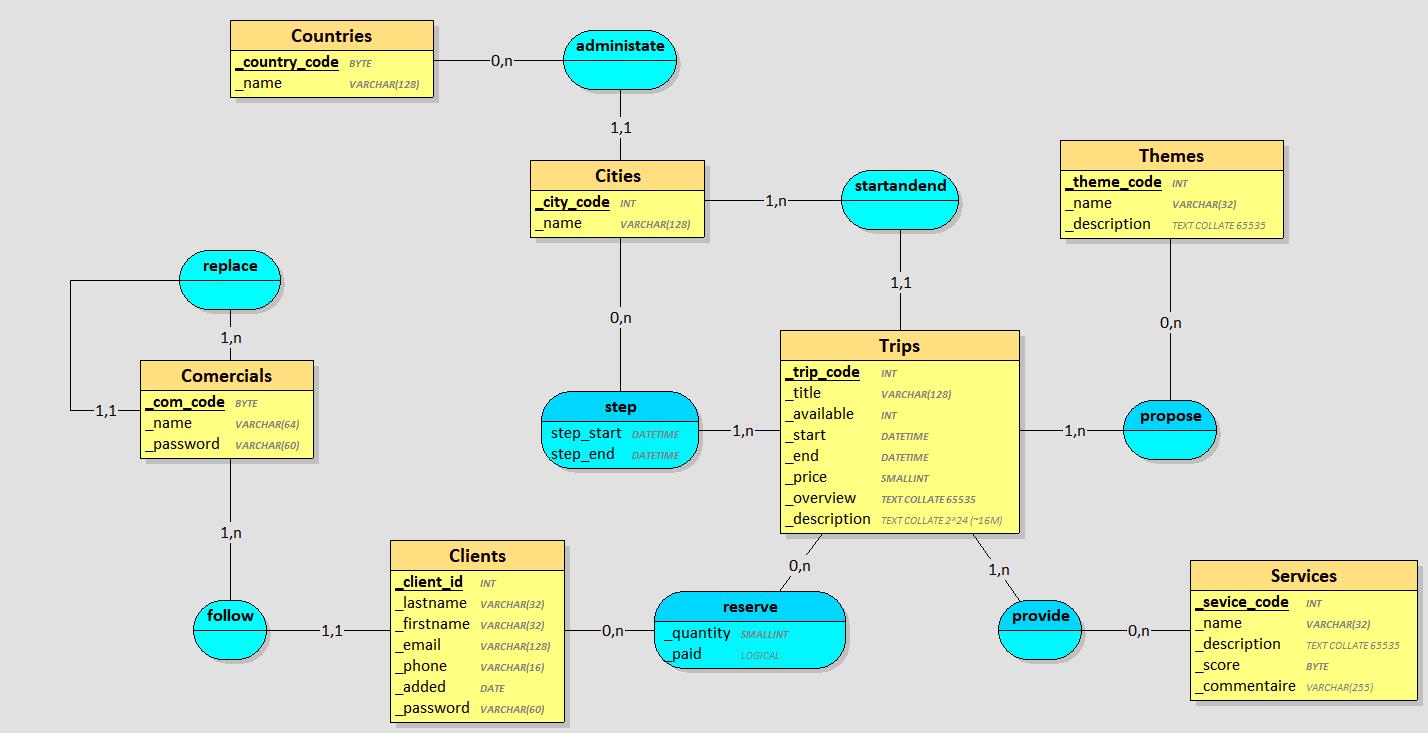 Countries
_country_code BYTE
_name VARCHAR(128)
0,n
administate
1,1
Cities
_city_code INT
_name VARCHAR(128)
1,n
startandend
1,1
Themes
_theme_code INT
_name VARCHAR(32)
_description TEXT COLLATE 65535
0,n
replace
1,n
1,1
Comercials
_com_code BYTE
_name VARCHAR(64)
_password VARCHAR(60)
0,n
step
step_start DATETIME
step_end DATETIME
1,n
Trips
_trip_code INT
_title VARCHAR(128)
_available INT
_start DATETIME
_end DATETIME
_price SMALLINT
_overview TEXT COLLATE 65535
_description TEXT COLLATE 2^24 (~16M)
1,n
propose
1,n
follow
1,1
Clients
_client_id INT
_lastname VARCHAR(32)
_firstname VARCHAR(32)
_email VARCHAR(128)
_phone VARCHAR(16)
_added DATE
_password VARCHAR(60)
0,n
0,n
reserve
_quantity SMALLINT
_paid LOGICAL
1,n
provide
0,n
Services
_sevice_code INT
_name VARCHAR(32)
_description TEXT COLLATE 65535
_score BYTE
_commentaire VARCHAR(255)